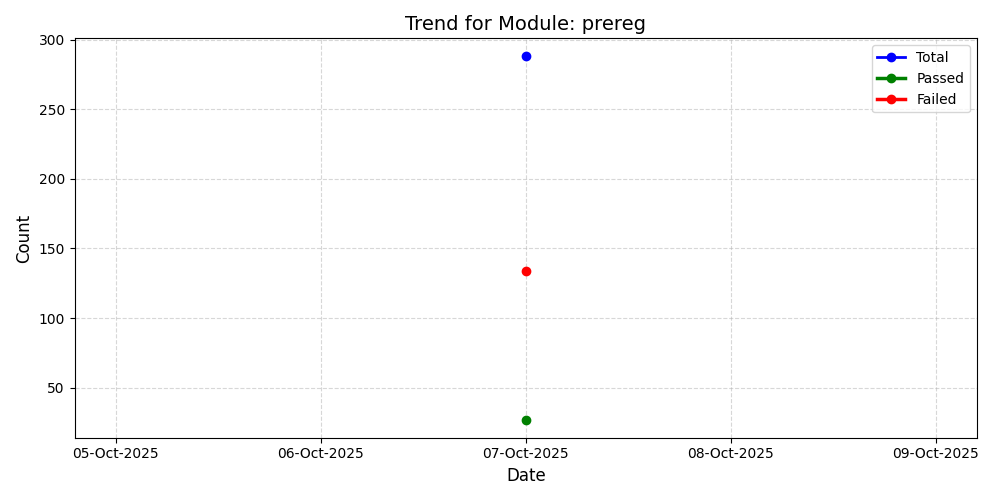 Trend for Module: prereg
300
250
200
150
100
50
Count
05-Oct-2025
06-Oct-2025
07-Oct-2025
08-Oct-2025
09-Oct-2025
Date
Total
Passed
Failed